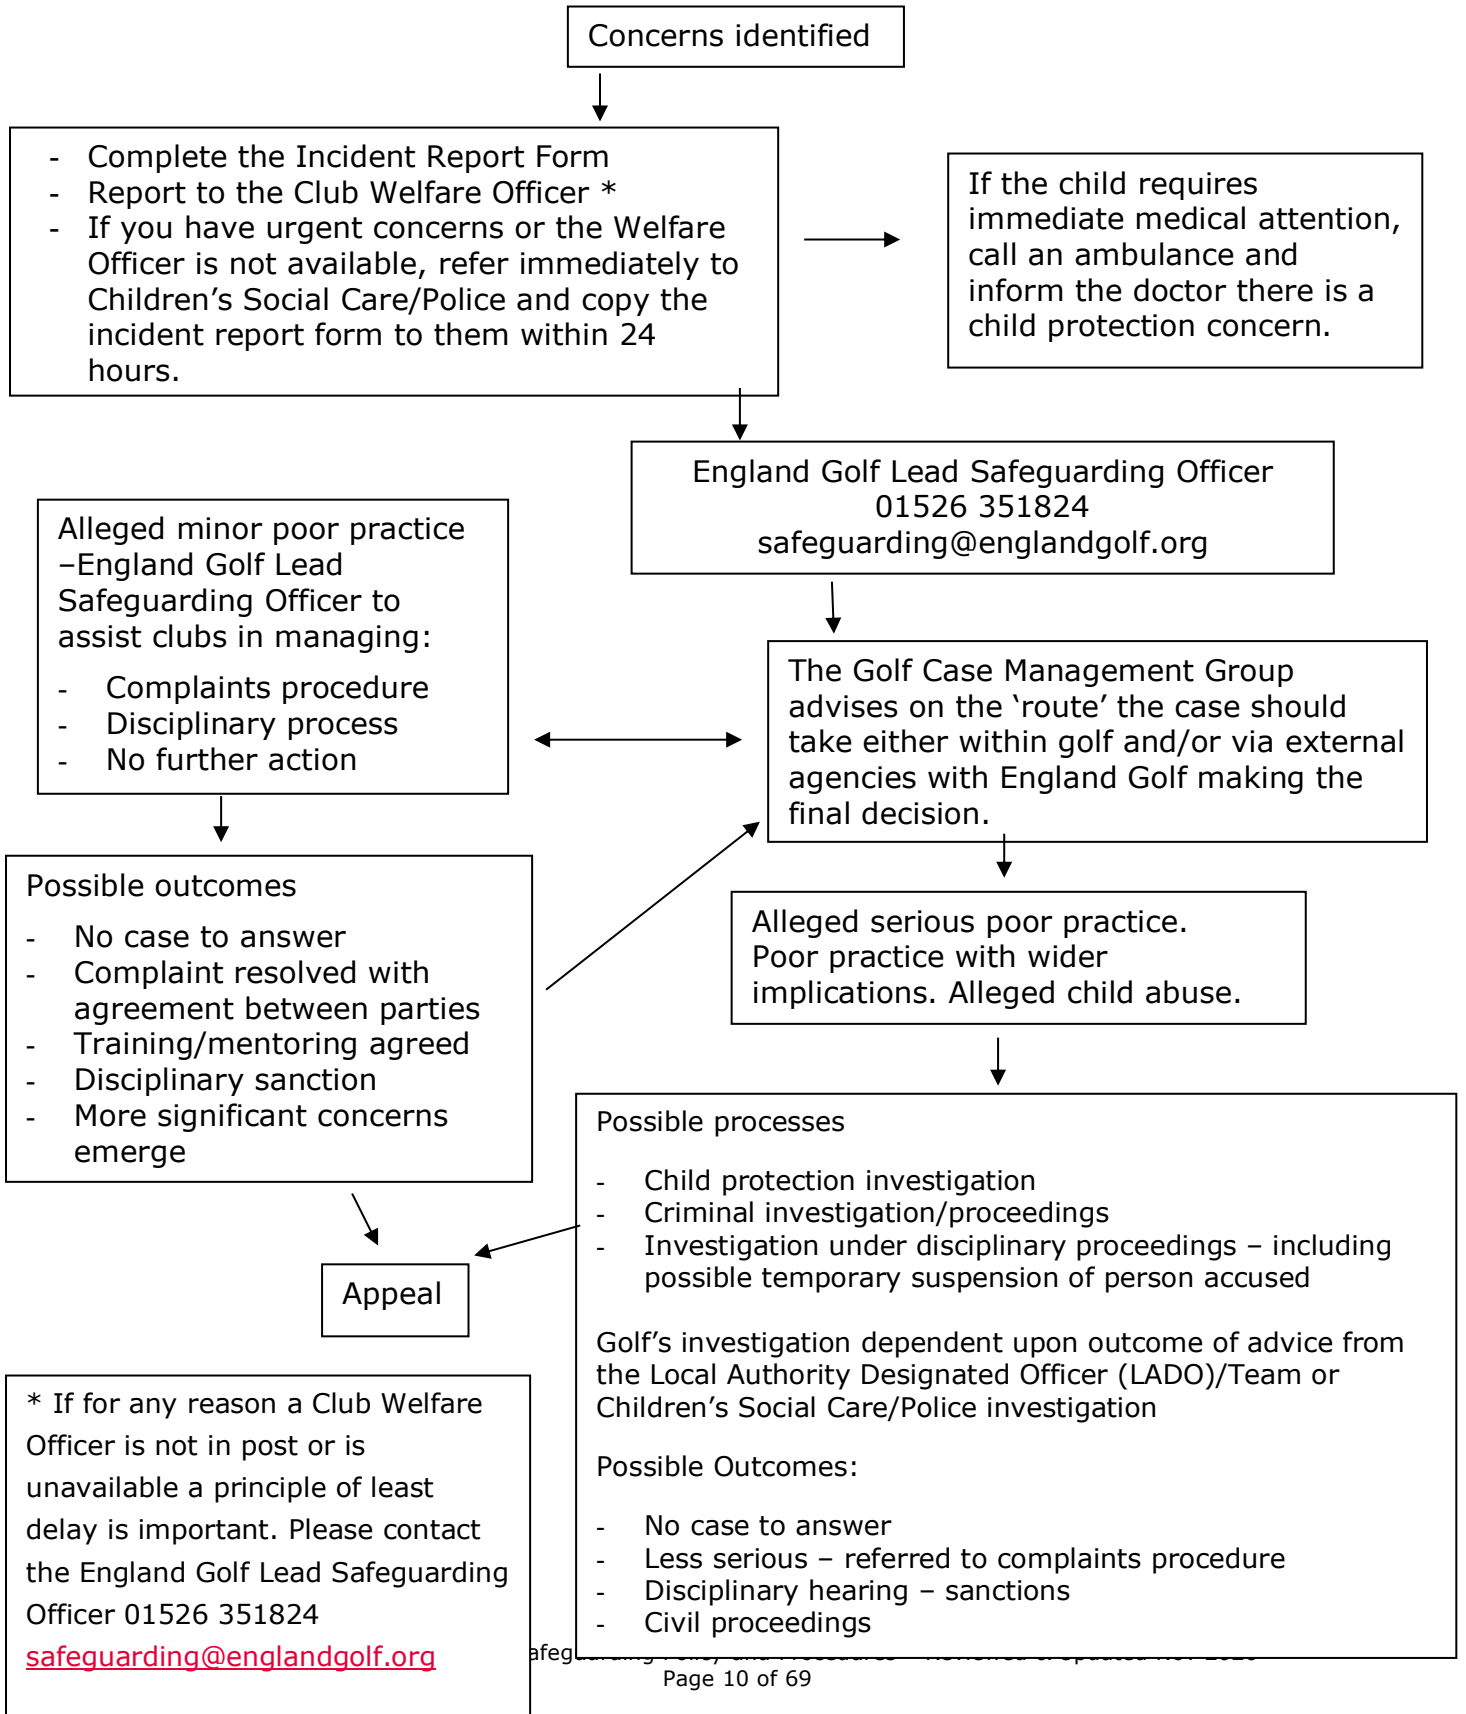 Concerns identified
- Complete the Incident Report Form
- Report to the Club Welfare Officer *
- If you have urgent concerns or the Welfare
Officer is not available, refer immediately to
Children’s Social Care/Police and copy the
incident report form to them within 24
hours.
If the child requires
immediate medical attention,
call an ambulance and
inform the doctor there is a
child protection concern.
England Golf Lead Safeguarding Officer
01526 351824
safeguarding@englandgolf.org
Alleged minor poor practice
–England Golf Lead
Safeguarding Officer to
assist clubs in managing:
- Complaints procedure
- Disciplinary process
- No further action
The Golf Case Management Group
advises on the ‘route’ the case should
take either within golf and/or via external
agencies with England Golf making the
final decision.
Possible outcomes
- No case to answer
- Complaint resolved with
agreement between parties
- Training/mentoring agreed
- Disciplinary sanction
- More significant concerns
emerge
Alleged serious poor practice.
Poor practice with wider
implications. Alleged child abuse.
Possible processes
- Child protection investigation
- Criminal investigation/proceedings
- Investigation under disciplinary proceedings – including
possible temporary suspension of person accused
Golf’s investigation dependent upon outcome of advice from
the Local Authority Designated Officer (LADO)/Team or
Children’s Social Care/Police investigation
Possible Outcomes:
- No case to answer
- Less serious – referred to complaints procedure
- Disciplinary hearing – sanctions
- Civil proceedings
Appeal
* If for any reason a Club Welfare
Officer is not in post or is
unavailable a principle of least
delay is important. Please contact
the England Golf Lead Safeguarding
Officer 01526 351824
safeguarding@englandgolf.org
Page 10 of 69